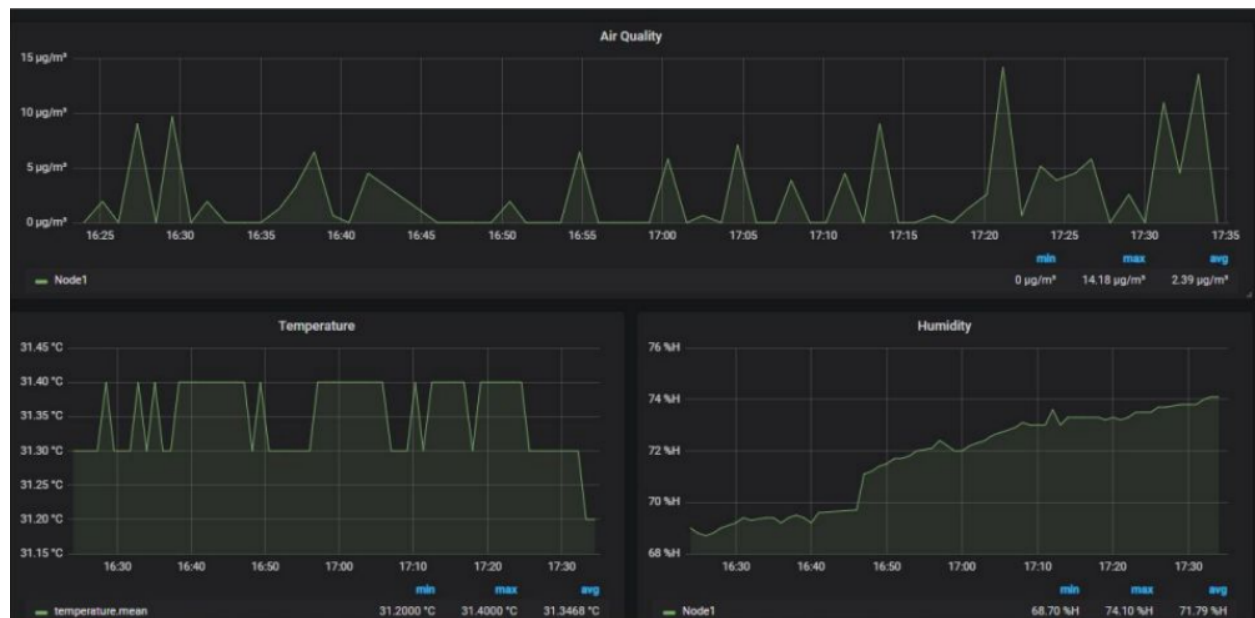 Air Quality
15 µg/m³
10 µg/m³
5 µg/m³
0 µg/m³
16:25 16:30 16:35 16:40 16:45 16:50 16:55 17:00 17:05 17:10 17:15 17:20 17:25 17:30 17:35
min max avg
Node1 0 µg/m³ 14.18 µg/m³ 2.39 µg/m³
Temperature
31.45 °C
31.40 °C
31.35 °C
31.30 °C
31.25 °C
31.20 °C
31.15 °C
16:30 16:40 16:50 17:00 17:10 17:20 17:30
min max avg
temperature.mean 31.2000 °C 31.4000 °C 31.3468 °C
Humidity
76 %H
74 %H
72 %H
70 %H
68 %H
16:30 16:40 16:50 17:00 17:10 17:20 17:30
min max avg
Node1 68.70 %H 74.10 %H 71.79 %H